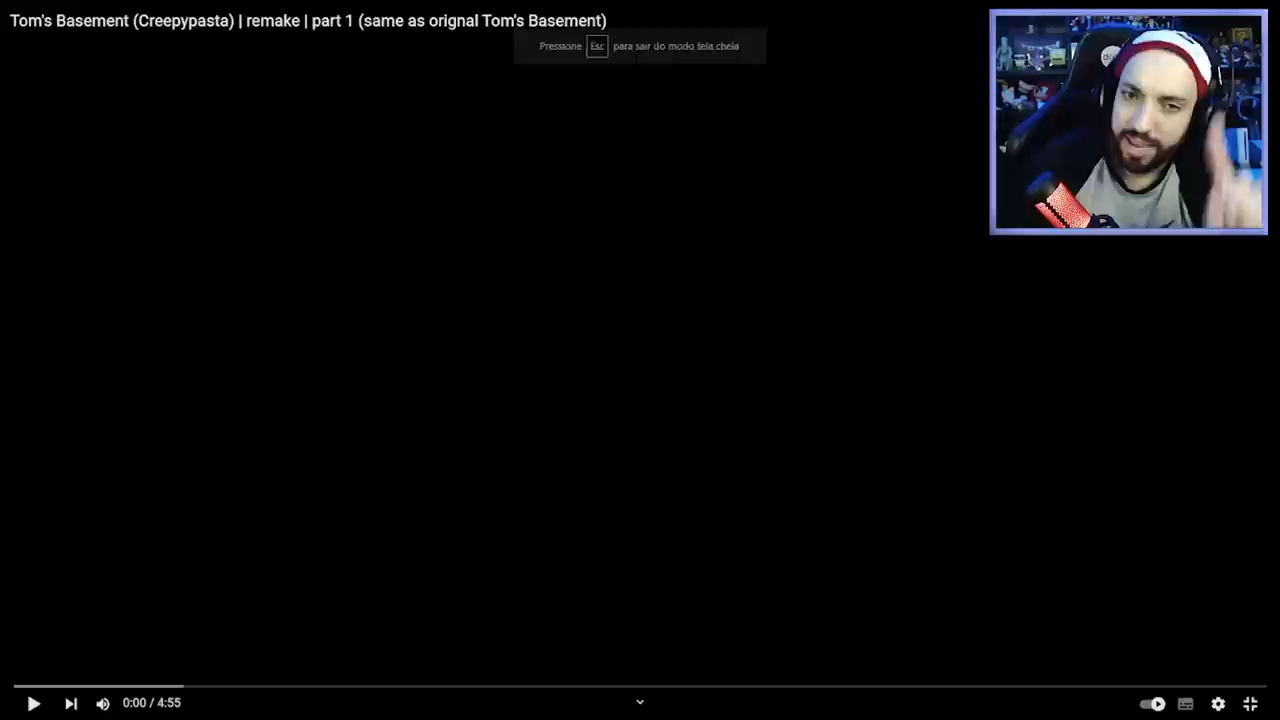 Tom's Basement (Creepypasta) | remake | part 1 (same as orignal Tom's Basement)
Pressione Esc para sair do modo tela cheia
0:00 / 4:55